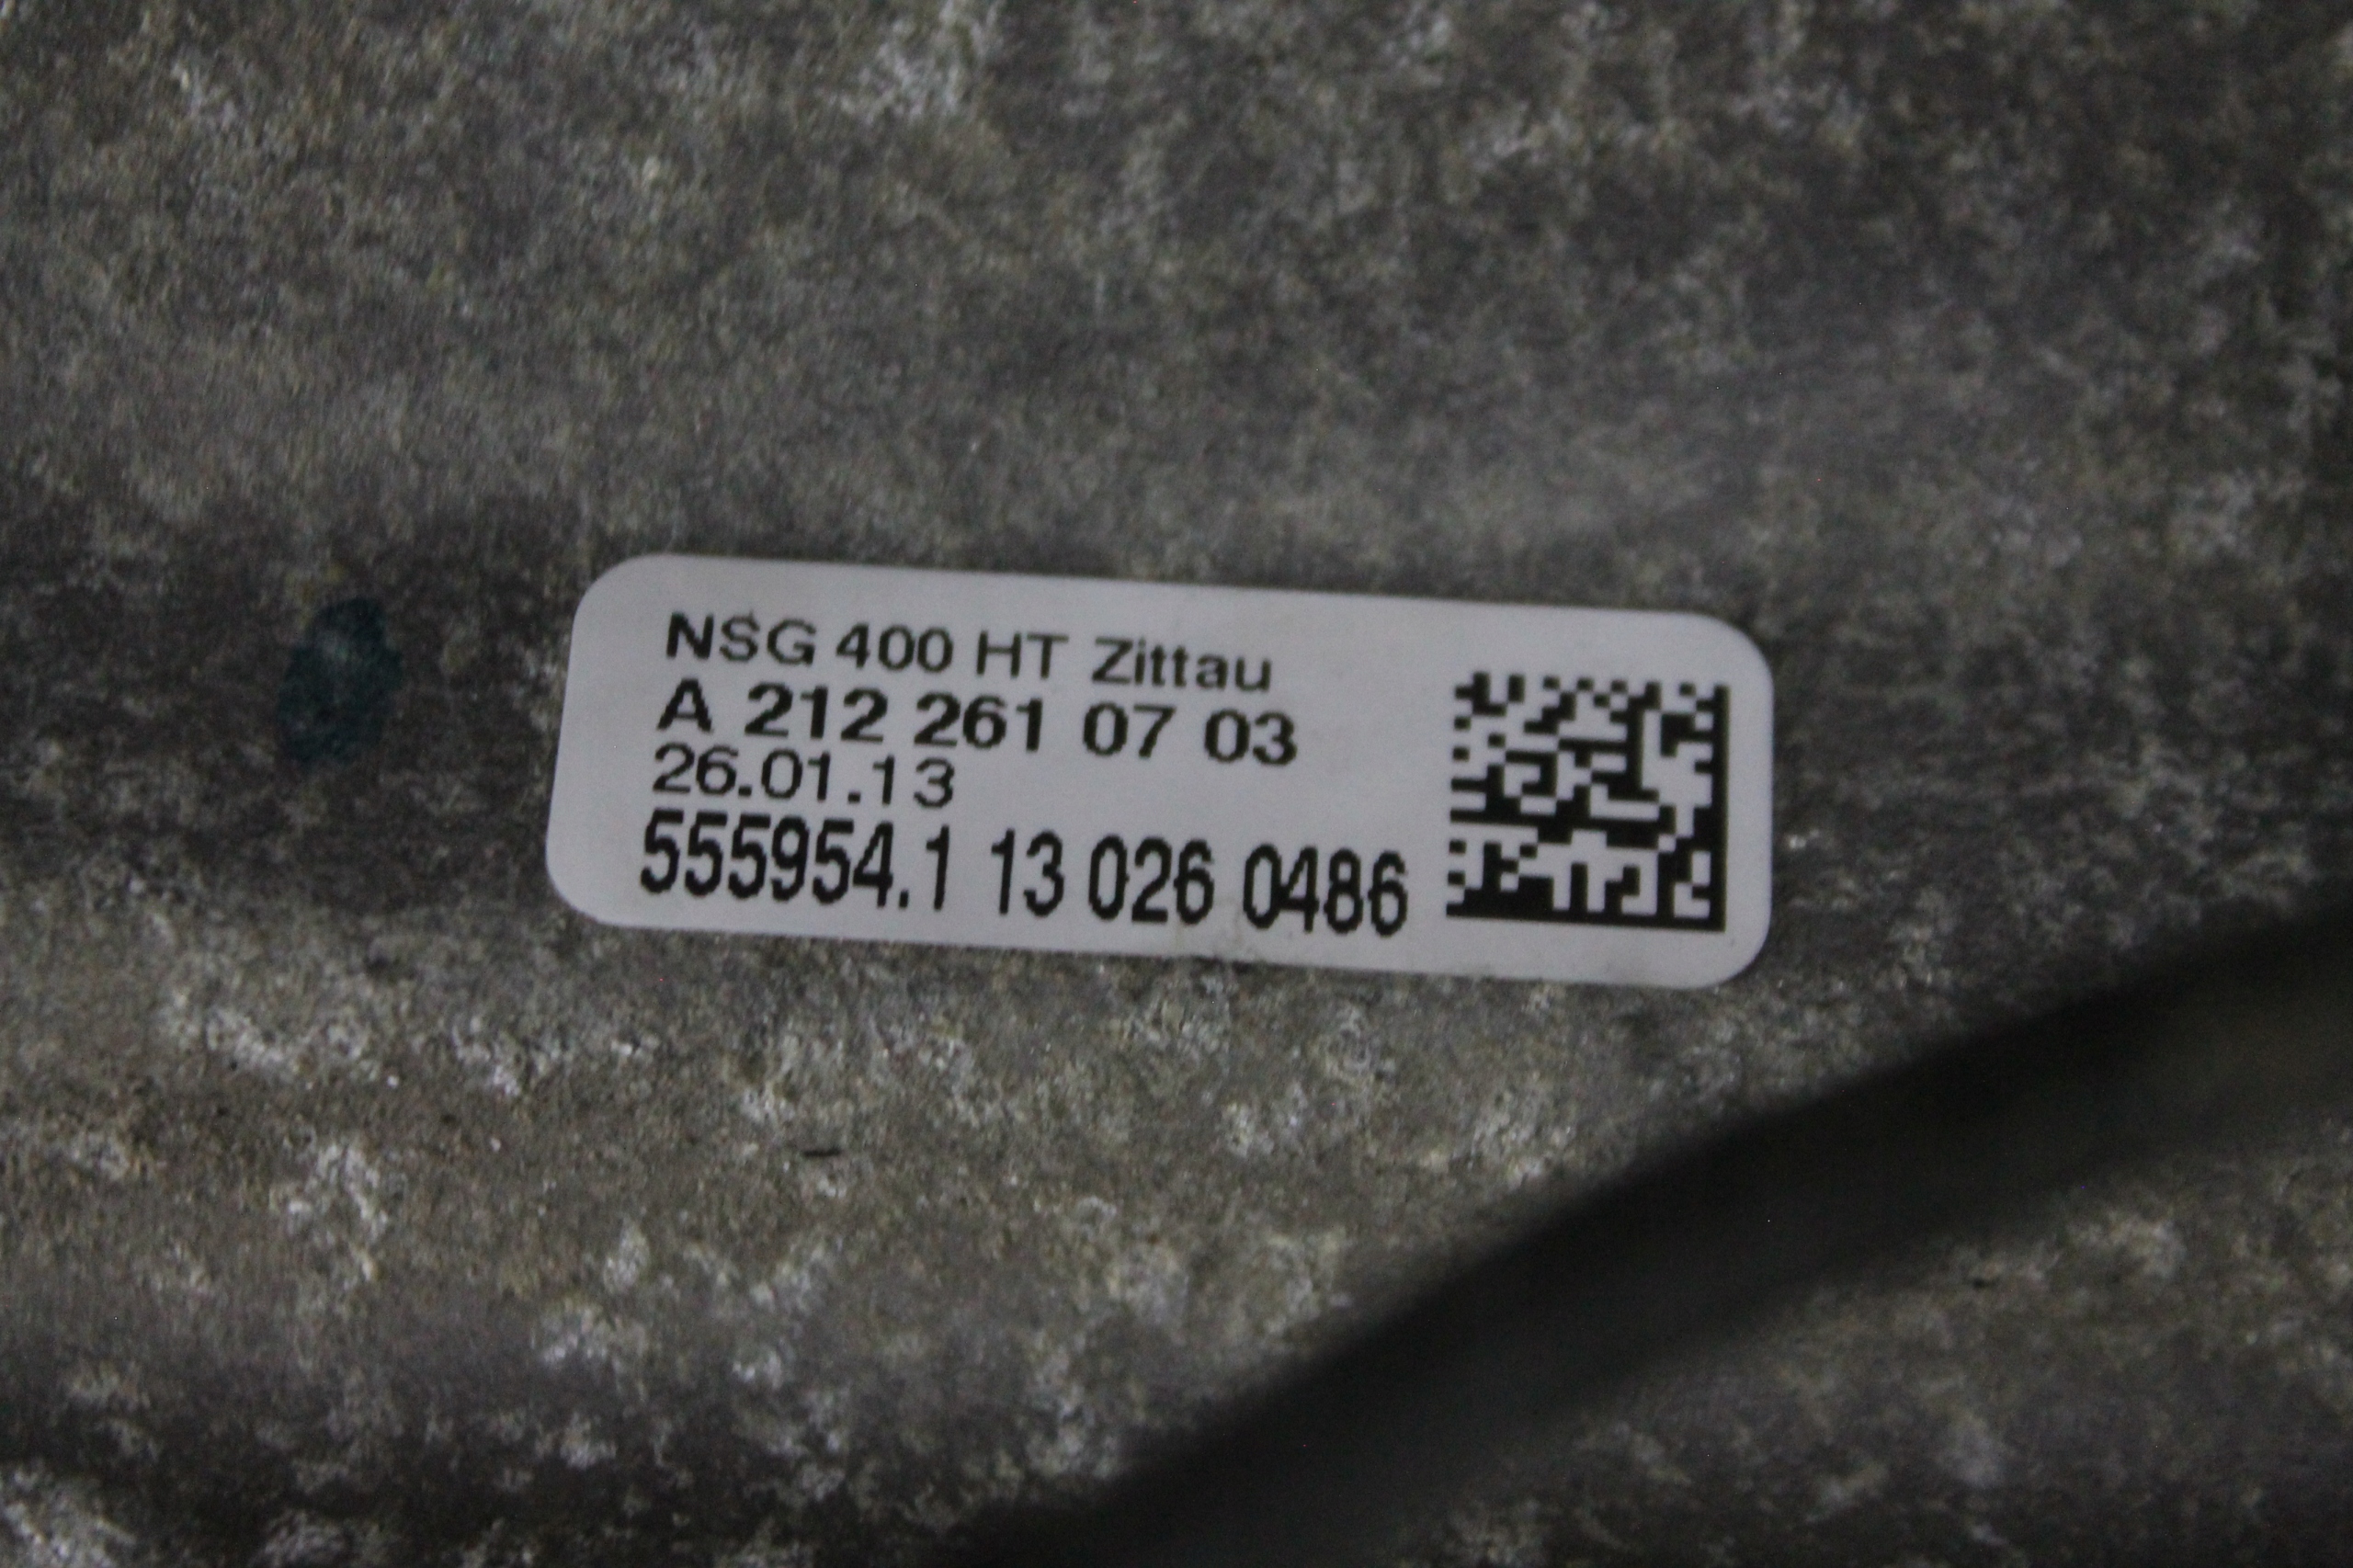 NSG 400 HT Zittau
A 212 261 07 03
26.01.13
555954.1 13 026 0486